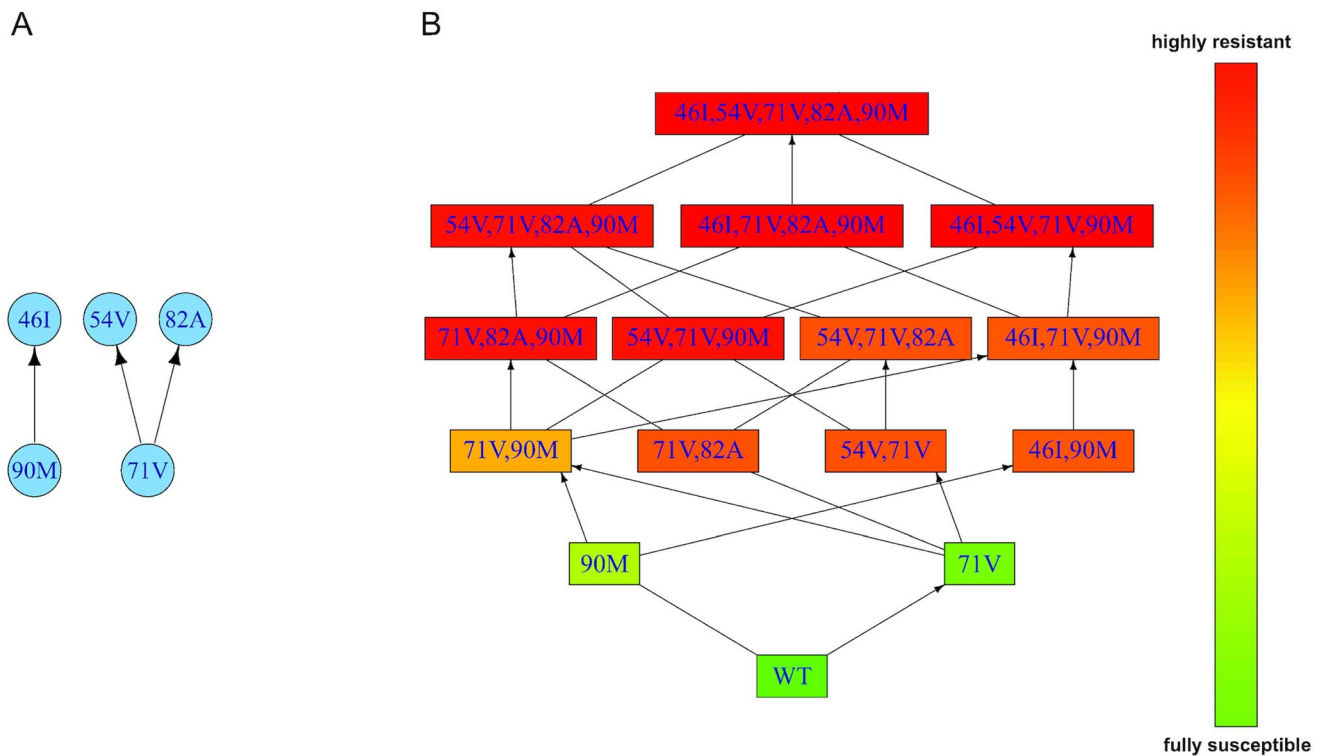 A
B
highly resistant
46I,54V,71V,82A,90M
54V,71V,82A,90M
46I,71V,82A,90M
46I,54V,71V,90M
46I
54V
82A
71V,82A,90M
54V,71V,90M
54V,71V,82A
46I,71V,90M
90M
71V
71V,90M
71V,82A
54V,71V
46I,90M
90M
71V
WT
fully susceptible